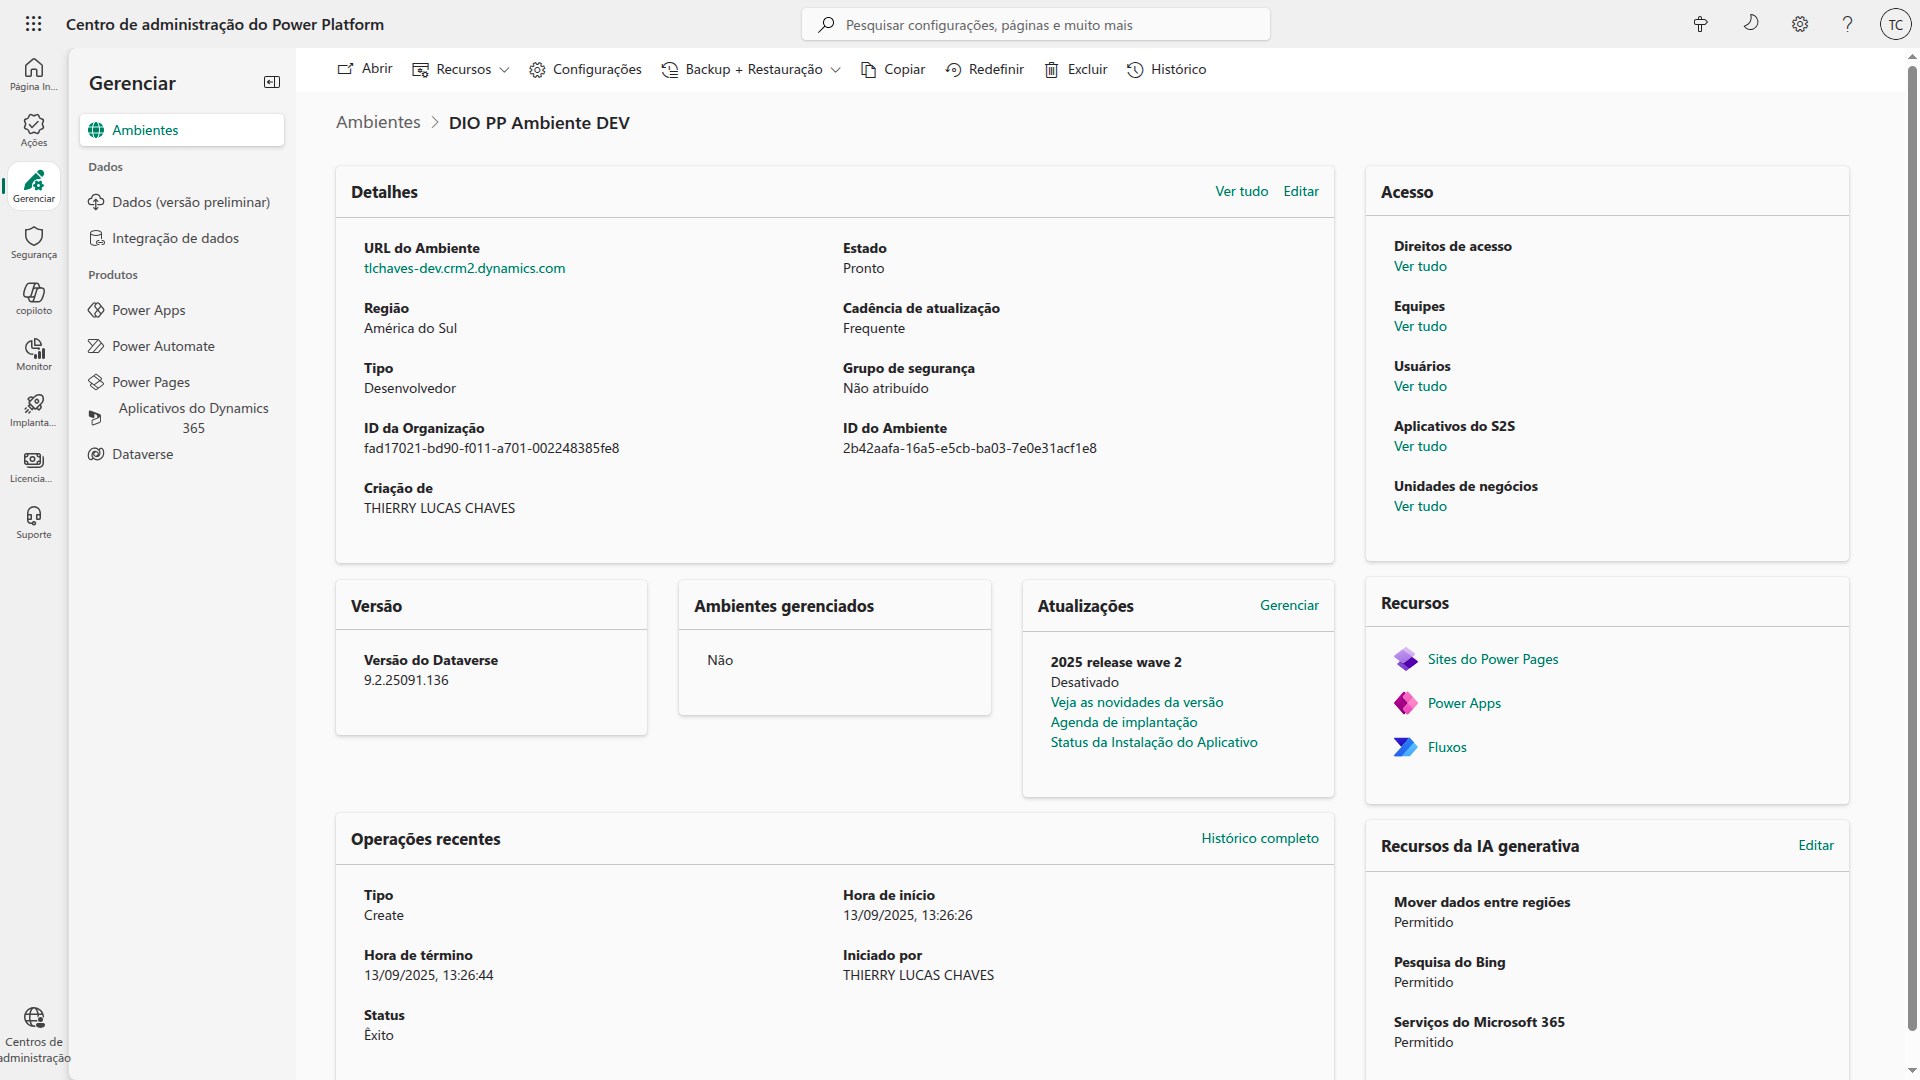 Centro de administração do Power Platform
Pesquisar configurações, páginas e muito mais
TC
Página In...
Ações
Gerenciar
Segurança
copiloto
Monitor
Implanta...
Licencia...
Suporte
Centros de
administração
Gerenciar
Ambientes
Dados
Dados (versão preliminar)
Integração de dados
Produtos
Power Apps
Power Automate
Power Pages
Aplicativos do Dynamics
365
Dataverse
Abrir
Recursos
Configurações
Backup + Restauração
Copiar
Redefinir
Excluir
Histórico
Ambientes
DIO PP Ambiente DEV
Detalhes
Ver tudo
Editar
URL do Ambiente
tlchaves-dev.crm2.dynamics.com
Estado
Pronto
Região
América do Sul
Cadência de atualização
Frequente
Tipo
Desenvolvedor
Grupo de segurança
Não atribuído
ID da Organização
fad17021-bd90-f011-a701-002248385fe8
ID do Ambiente
2b42aafa-16a5-e5cb-ba03-7e0e31acf1e8
Criação de
THIERRY LUCAS CHAVES
Acesso
Direitos de acesso
Ver tudo
Equipes
Ver tudo
Usuários
Ver tudo
Aplicativos do S2S
Ver tudo
Unidades de negócios
Ver tudo
Versão
Versão do Dataverse
9.2.25091.136
Ambientes gerenciados
Não
Atualizações
Gerenciar
2025 release wave 2
Desativado
Veja as novidades da versão
Agenda de implantação
Status da Instalação do Aplicativo
Recursos
Sites do Power Pages
Power Apps
Fluxos
Operações recentes
Histórico completo
Tipo
Create
Hora de início
13/09/2025, 13:26:26
Hora de término
13/09/2025, 13:26:44
Iniciado por
THIERRY LUCAS CHAVES
Status
Êxito
Recursos da IA generativa
Editar
Mover dados entre regiões
Permitido
Pesquisa do Bing
Permitido
Serviços do Microsoft 365
Permitido